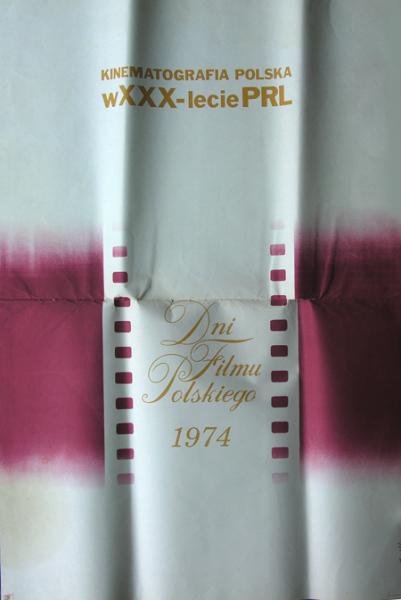 KINEMATOGRAFIA POLSKA
wXXX-leciePRL
Dni
Filmu
Polskiego
1974